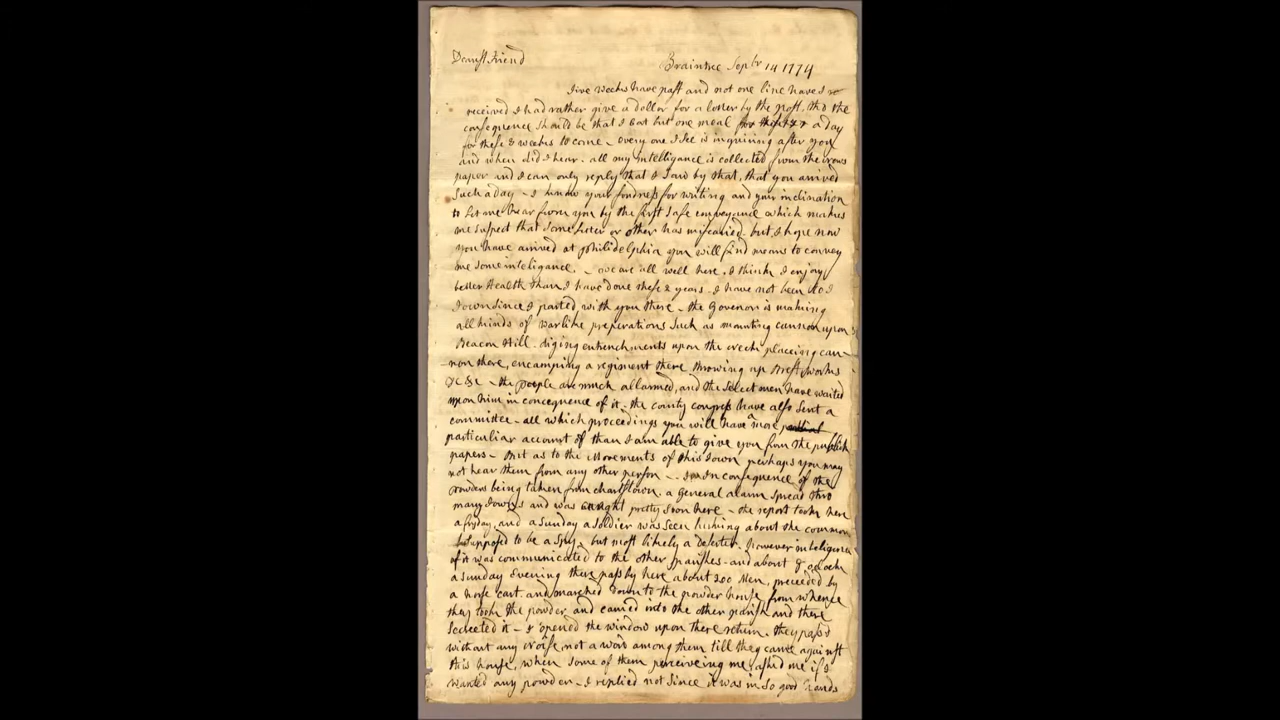 Dearest Friend
Braintree Sepbr 14 1774
five weeks have past and not one line have I re
received I had rather give a dollor for a letter by the post, tho the
consequence should be that I Eat but one meal a day
for these 3 weeks to come - every one I see is inquiring after you
and when did I hear. all my intelligance is collected from the news
paper and I can only reply that I saw by that, that you arrived
such a day - I know your fondness for writing and your inclination
to Let me hear from you by the first safe conveyance which makes
me suspect that some Leter or other has miscaried. but I hope now
you have arrived at philidelphia you will find means to convey
me some inteligance. - we are all well here. I think I enjoy
better Health than I have done these 2 years. I have not been to
Town since I parted with you there - the Govenor is making
all kinds of warlike preperations such as mounting cannon upon
Beacon Hill. diging entrenchments upon the neck placeing can-
non there, encamping a regiment there throwing up Brest works
&C &c - the people are much allarmed, and the select men have waited
upon him in concequence of it. the county congress have also sent a
committee - all which proceedings you will have a more
particuliar account of than I am able to give you from the publick
papers - But as to the Movements of this Town perhaps you may
not hear them from any other person - In consequence of the
powders being taken from charlstown. a general alarm spread thro
many Towns and was caught pretty soon here - the report took here
a fryday, and a sunday a soldier was seen lurking about the common
supposed to be a spy, but most likely a deserter. however inteligence
of it was communicated to the other parishes - and about 8 oclock
a sunday Evening there pass by here about 200 Men, preceded by
a horse cart. and marched down to the powder house from whence
they took the powder and carried into the other parish and there
secreeted it - I opened the window upon there return. they pass'd
without any Noise, not a word among them till they came against
this house, when some of them perceiveing me, asked me if I
wanted any powder - I replied not since it was in so good hands